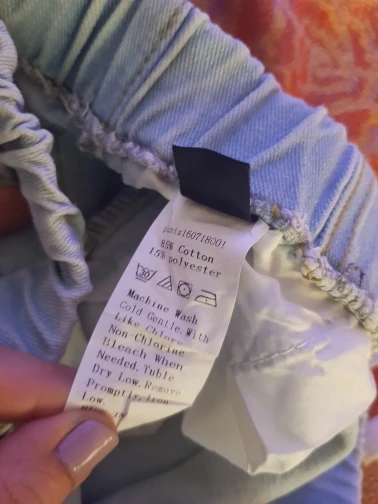 pants160718001
85% Cotton
15% polyester
30
Machine Wash
Cold Gentle, With
Like
Non Chlorine
Bleach When
Needed, Tuble
Dry Low, Remove
Promptly, Iron
Low.